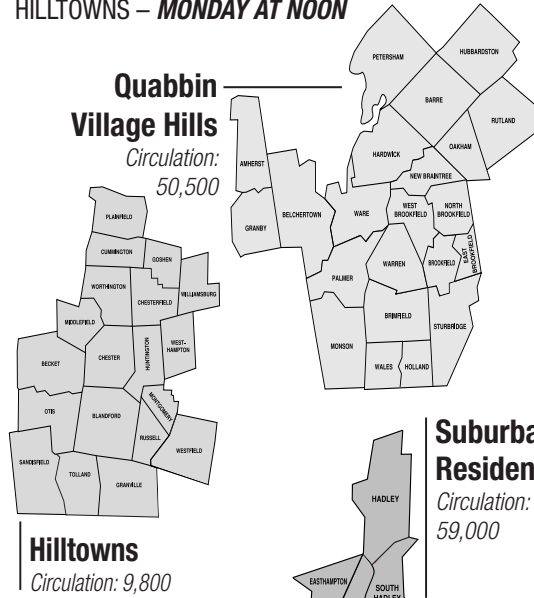 HILLTOWNS – MONDAY AT NOON
Quabbin
Village Hills
Circulation:
50,500
PETERSHAM
HUBBARDSTON
BARRE
RUTLAND
OAKHAM
HARDWICK
NEW BRAINTREE
AMHERST
GRANBY
BELCHERTOWN
WARE
WEST
BROOKFIELD
NORTH
BROOKFIELD
EAST
BROOKFIELD
BROOKFIELD
WARREN
PALMER
BRIMFIELD
STURBRIDGE
MONSON
WALES
HOLLAND
PLAINFIELD
CUMMINGTON
GOSHEN
WORTHINGTON
CHESTERFIELD
WILLIAMSBURG
MIDDLEFIELD
WEST-
HAMPTON
HUNTINGTON
CHESTER
BECKET
MONTGOMERY
OTIS
BLANDFORD
RUSSELL
WESTFIELD
SANDISFIELD
TOLLAND
GRANVILLE
Hilltowns
Circulation: 9,800
Suburba
Residen
Circulation:
59,000
HADLEY
EASTHAMPTON
SOUTH
HADLEY